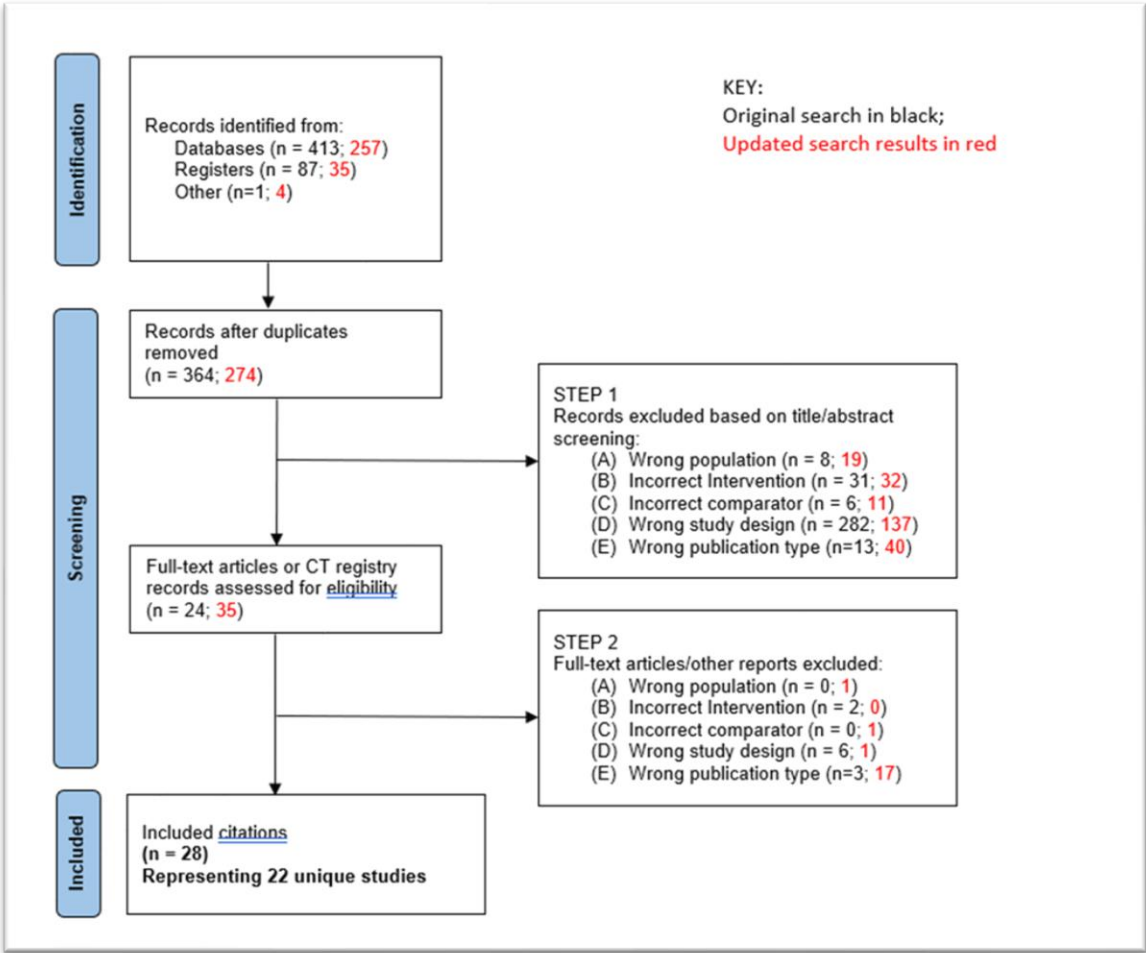 Identification
Records identified from:
Databases (n = 413; 257)
Registers (n = 87; 35)
Other (n=1; 4)
KEY:
Original search in black;
Updated search results in red
Screening
Records after duplicates
removed
(n = 364; 274)
STEP 1
Records excluded based on title/abstract
screening:
(A) Wrong population (n = 8; 19)
(B) Incorrect Intervention (n = 31; 32)
(C) Incorrect comparator (n = 6; 11)
(D) Wrong study design (n = 282; 137)
(E) Wrong publication type (n=13; 40)
Full-text articles or CT registry
records assessed for eligibility
(n = 24; 35)
STEP 2
Full-text articles/other reports excluded:
(A) Wrong population (n = 0; 1)
(B) Incorrect Intervention (n = 2; 0)
(C) Incorrect comparator (n = 0; 1)
(D) Wrong study design (n = 6; 1)
(E) Wrong publication type (n=3; 17)
Included
Included citations
(n = 28)
Representing 22 unique studies